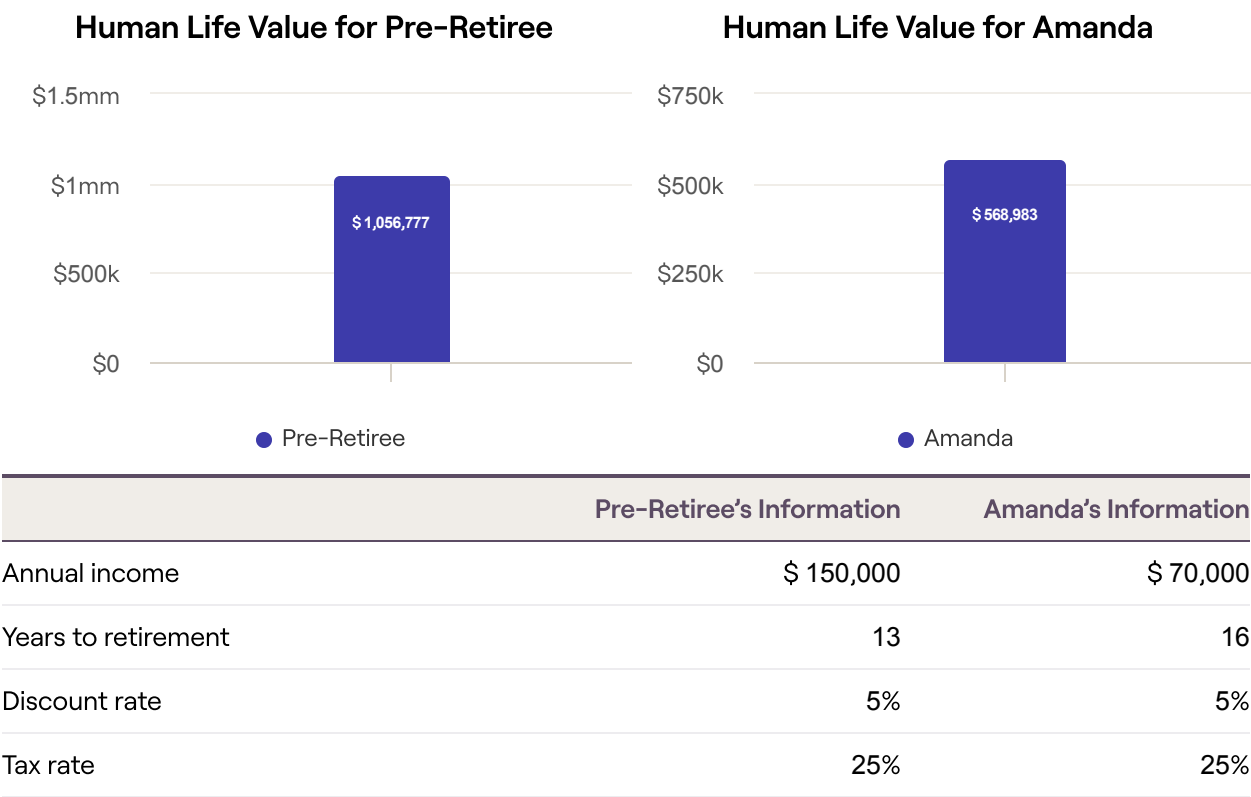 Human Life Value for Pre-Retiree
$1.5mm
$1mm
$500k
$0
$ 1,056,777
Pre-Retiree
Human Life Value for Amanda
$750k
$500k
$250k
$0
$ 568,983
Amanda
Pre-Retiree’s Information Amanda’s Information
Annual income $ 150,000 $ 70,000
Years to retirement 13 16
Discount rate 5% 5%
Tax rate 25% 25%